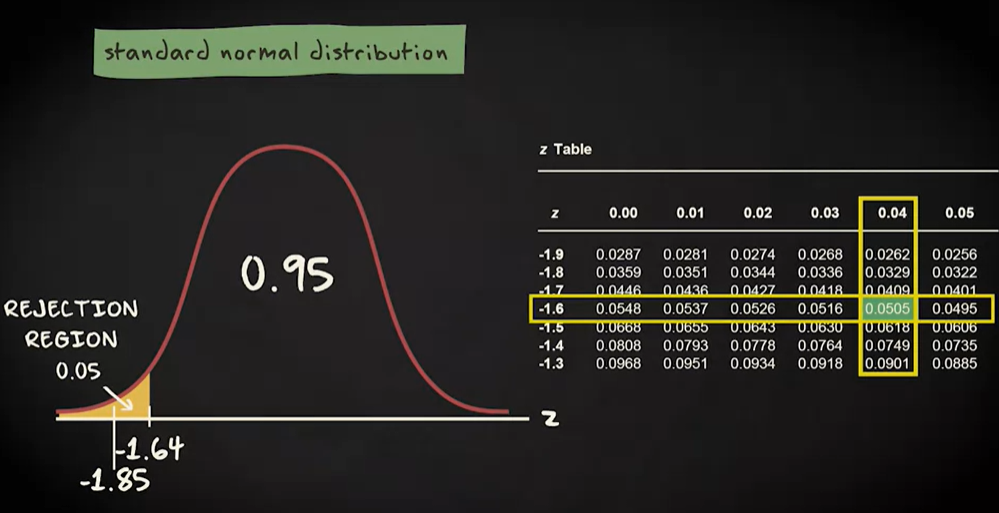 standard normal distribution
0.95
REJECTION
REGION
0.05
-1.64
-1.85
z
z Table
z 0.00 0.01 0.02 0.03 0.04 0.05
-1.9 0.0287 0.0281 0.0274 0.0268 0.0262 0.0256
-1.8 0.0359 0.0351 0.0344 0.0336 0.0329 0.0322
-1.7 0.0446 0.0436 0.0427 0.0418 0.0409 0.0401
-1.6 0.0548 0.0537 0.0526 0.0516 0.0505 0.0495
-1.5 0.0668 0.0655 0.0643 0.0630 0.0618 0.0606
-1.4 0.0808 0.0793 0.0778 0.0764 0.0749 0.0735
-1.3 0.0968 0.0951 0.0934 0.0918 0.0901 0.0885